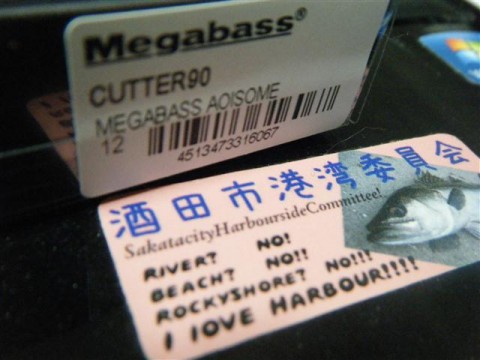 Megabass®
CUTTER90
MEGABASS AOISOME
12
4513473316067
酒田市港湾委員会
SakatacityHarboursideCommittee!
RIVER? NO!
BEACH? NO!!
ROCKYSHORE? NO!!!
I lOVE HARBOUR!!!!